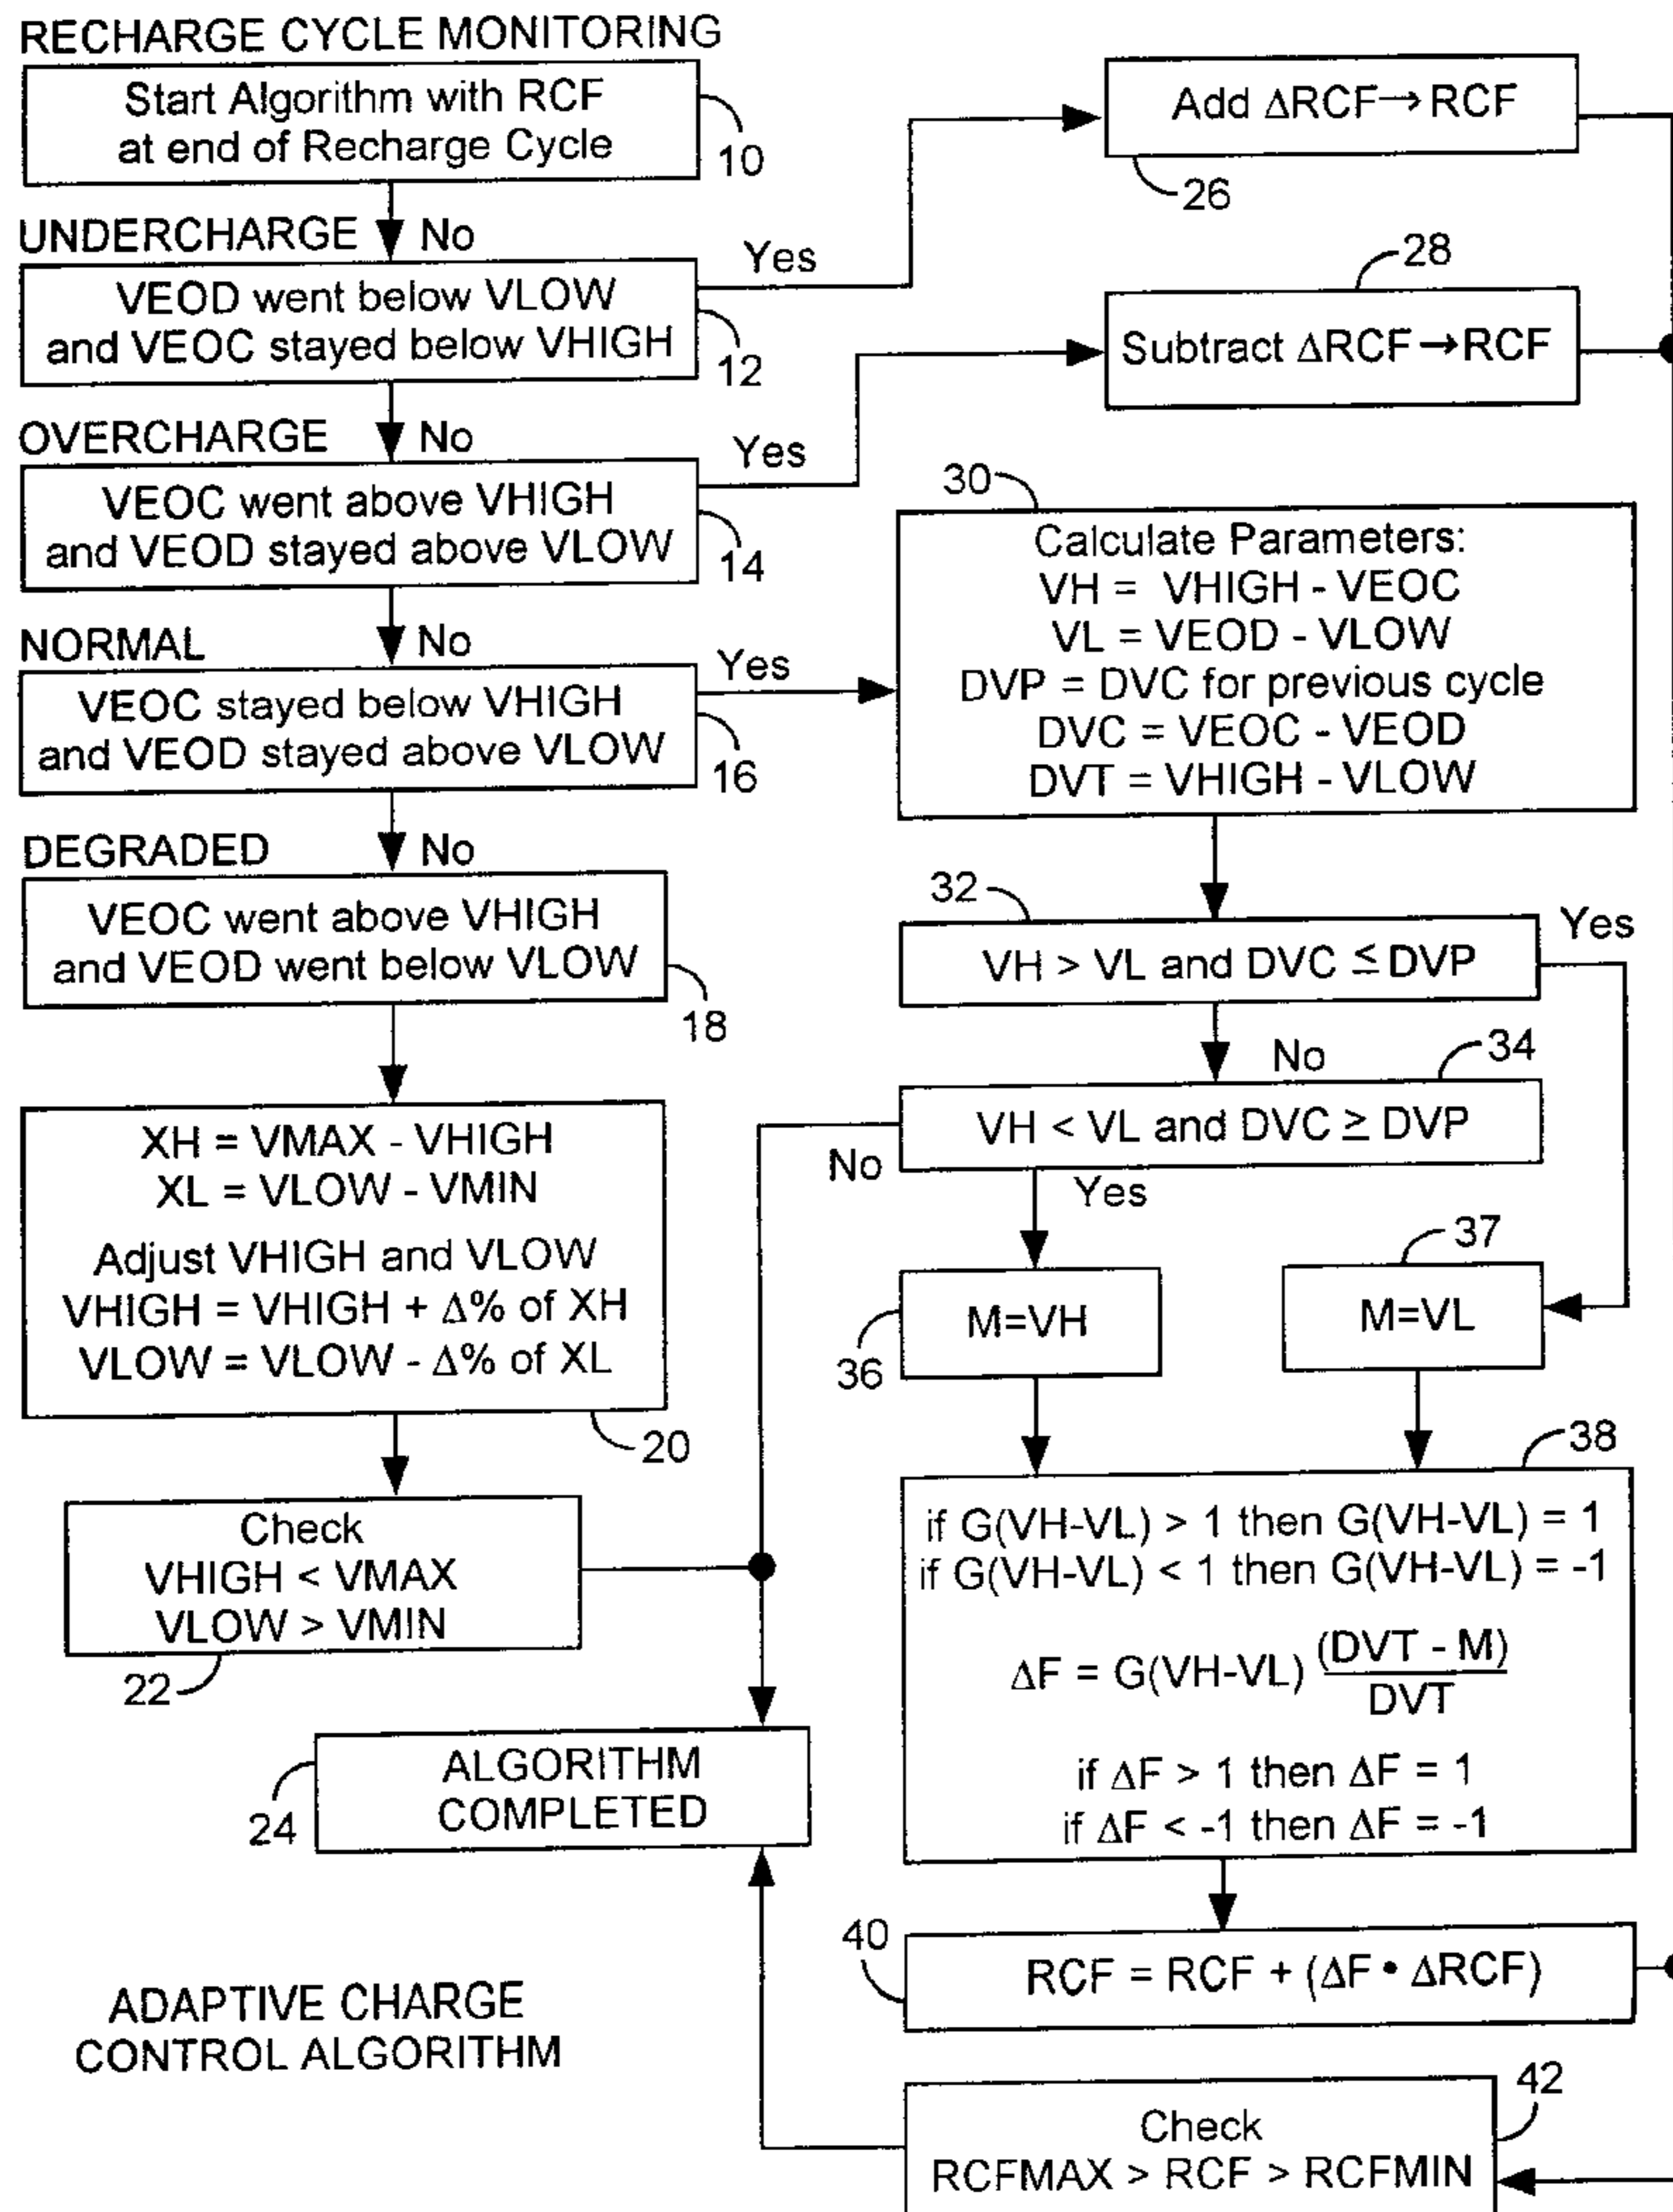 RECHARGE CYCLE MONITORING
Start Algorithm with RCF
at end of Recharge Cycle
10
UNDERCHARGE
No
VEOD went below VLOW
and VEOC stayed below VHIGH
Yes
12
OVERCHARGE
No
VEOC went above VHIGH
and VEOD stayed above VLOW
Yes
14
NORMAL
No
VEOC stayed below VHIGH
and VEOD stayed above VLOW
Yes
16
DEGRADED
No
VEOC went above VHIGH
and VEOD went below VLOW
18
XH = VMAX - VHIGH
XL = VLOW - VMIN
Adjust VHIGH and VLOW
VHIGH = VHIGH + Δ% of XH
VLOW = VLOW - Δ% of XL
20
Check
VHIGH < VMAX
VLOW > VMIN
22
ALGORITHM
COMPLETED
24
Add ΔRCF→RCF
26
28
Subtract ΔRCF→RCF
30
Calculate Parameters:
VH = VHIGH - VEOC
VL = VEOD - VLOW
DVP = DVC for previous cycle
DVC = VEOC - VEOD
DVT = VHIGH - VLOW
32
VH > VL and DVC ≤ DVP
Yes
No
34
VH < VL and DVC ≥ DVP
No
Yes
M=VH
36
37
M=VL
38
if G(VH-VL) > 1 then G(VH-VL) = 1
if G(VH-VL) < 1 then G(VH-VL) = -1
ΔF = G(VH-VL) (DVT - M)
DVT
if ΔF > 1 then ΔF = 1
if ΔF < -1 then ΔF = -1
40
RCF = RCF + (ΔF • ΔRCF)
42
Check
RCFMAX > RCF > RCFMIN
ADAPTIVE CHARGE
CONTROL ALGORITHM